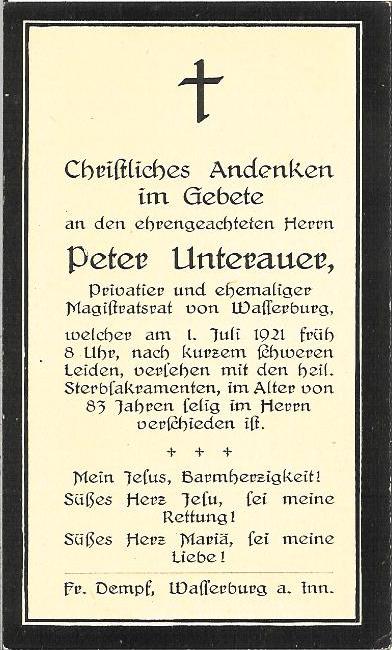 Christliches Andenken
im Gebete
an den ehrengeachteten Herrn
Peter Unterauer,
Privatier und ehemaliger
Magistratsrat von Wasserburg,
welcher am 1. Juli 1921 früh
8 Uhr, nach kurzem schweren
Leiden, versehen mit den heil.
Sterbsakramenten, im Alter von
83 Jahren selig im Herrn
verschieden ist.
+ + +
Mein Jesus, Barmherzigkeit!
Süßes Herz Jesu, sei meine
Rettung!
Süßes Herz Mariä, sei meine
Liebe!
Fr. Dempf, Wasserburg a. Inn.